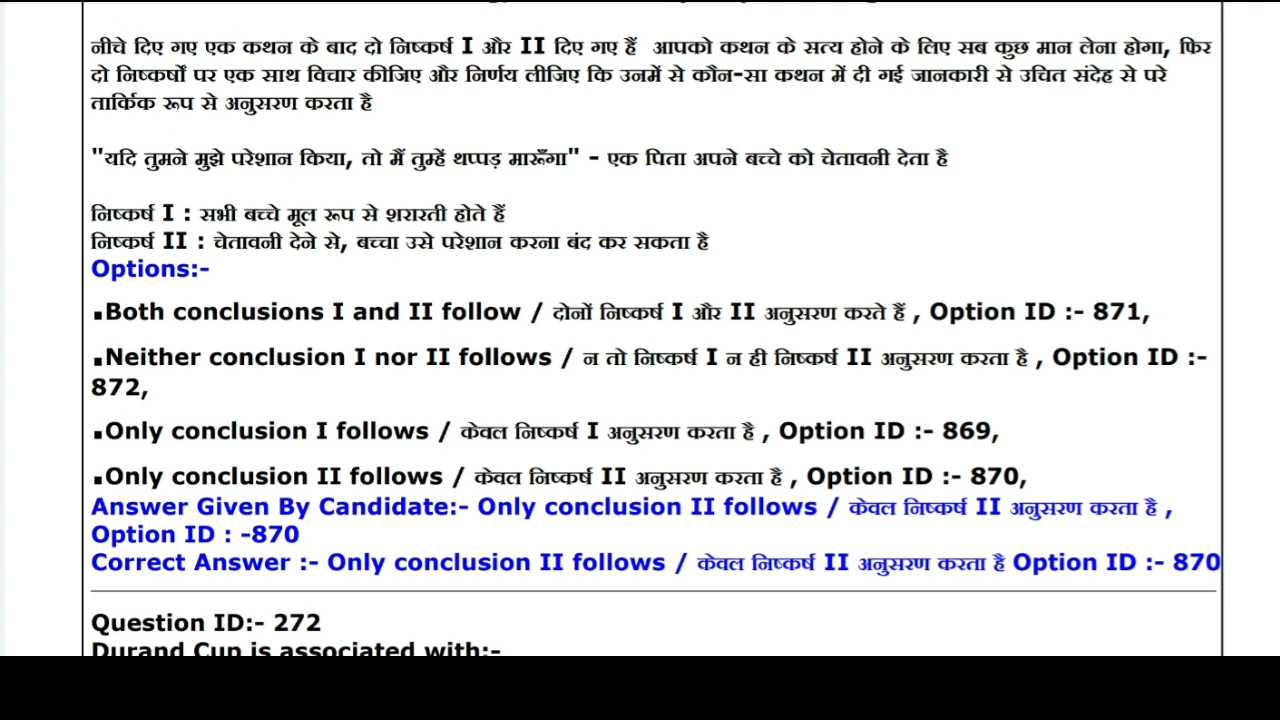 नीचे दिए गए एक कथन के बाद दो निष्कर्ष I और II दिए गए हैं आपको कथन के सत्य होने के लिए सब कुछ मान लेना होगा, फिर
दो निष्कर्षों पर एक साथ विचार कीजिए और निर्णय लीजिए कि उनमें से कौन-सा कथन में दी गई जानकारी से उचित संदेह से परे
तार्किक रूप से अनुसरण करता है
"यदि तुमने मुझे परेशान किया, तो मैं तुम्हें थप्पड़ मारूँगा" - एक पिता अपने बच्चे को चेतावनी देता है
निष्कर्ष I : सभी बच्चे मूल रूप से शरारती होते हैं
निष्कर्ष II : चेतावनी देने से, बच्चा उसे परेशान करना बंद कर सकता है
Options:-
▪Both conclusions I and II follow / दोनों निष्कर्ष I और II अनुसरण करते हैं , Option ID :- 871,
▪Neither conclusion I nor II follows / न तो निष्कर्ष I न ही निष्कर्ष II अनुसरण करता है , Option ID :-
872,
▪Only conclusion I follows / केवल निष्कर्ष I अनुसरण करता है , Option ID :- 869,
▪Only conclusion II follows / केवल निष्कर्ष II अनुसरण करता है , Option ID :- 870,
Answer Given By Candidate:- Only conclusion II follows / केवल निष्कर्ष II अनुसरण करता है ,
Option ID : -870
Correct Answer :- Only conclusion II follows / केवल निष्कर्ष II अनुसरण करता है Option ID :- 870
Question ID:- 272
Durand Cup is associated with:-